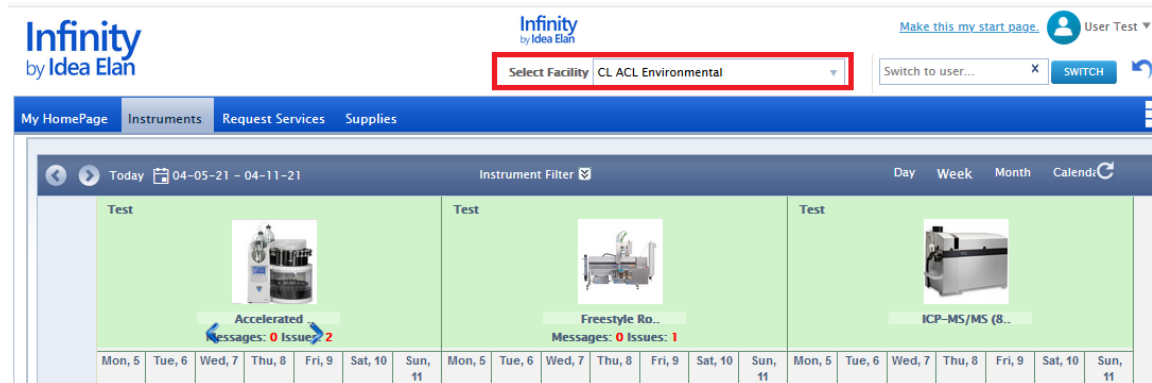 Infinity
by Idea Elan
Infinity
by Idea Elan
Make this my start page.
User Test
Select Facility CL ACL Environmental
Switch to user... x SWITCH
My HomePage Instruments Request Services Supplies
Today 04-05-21 - 04-11-21 Instrument Filter Day Week Month
Test Test Test
Accelerated .. Freestyle Ro.. ICP-MS/MS (8..
Messages: 0 Issues: 2 Messages: 0 Issues: 1
Mon, 5 Tue, 6 Wed, 7 Thu, 8 Fri, 9 Sat, 10 Sun, 11 Mon, 5 Tue, 6 Wed, 7 Thu, 8 Fri, 9 Sat, 10 Sun, 11 Mon, 5 Tue, 6 Wed, 7 Thu, 8 Fri, 9 Sat, 10 Sun, 11